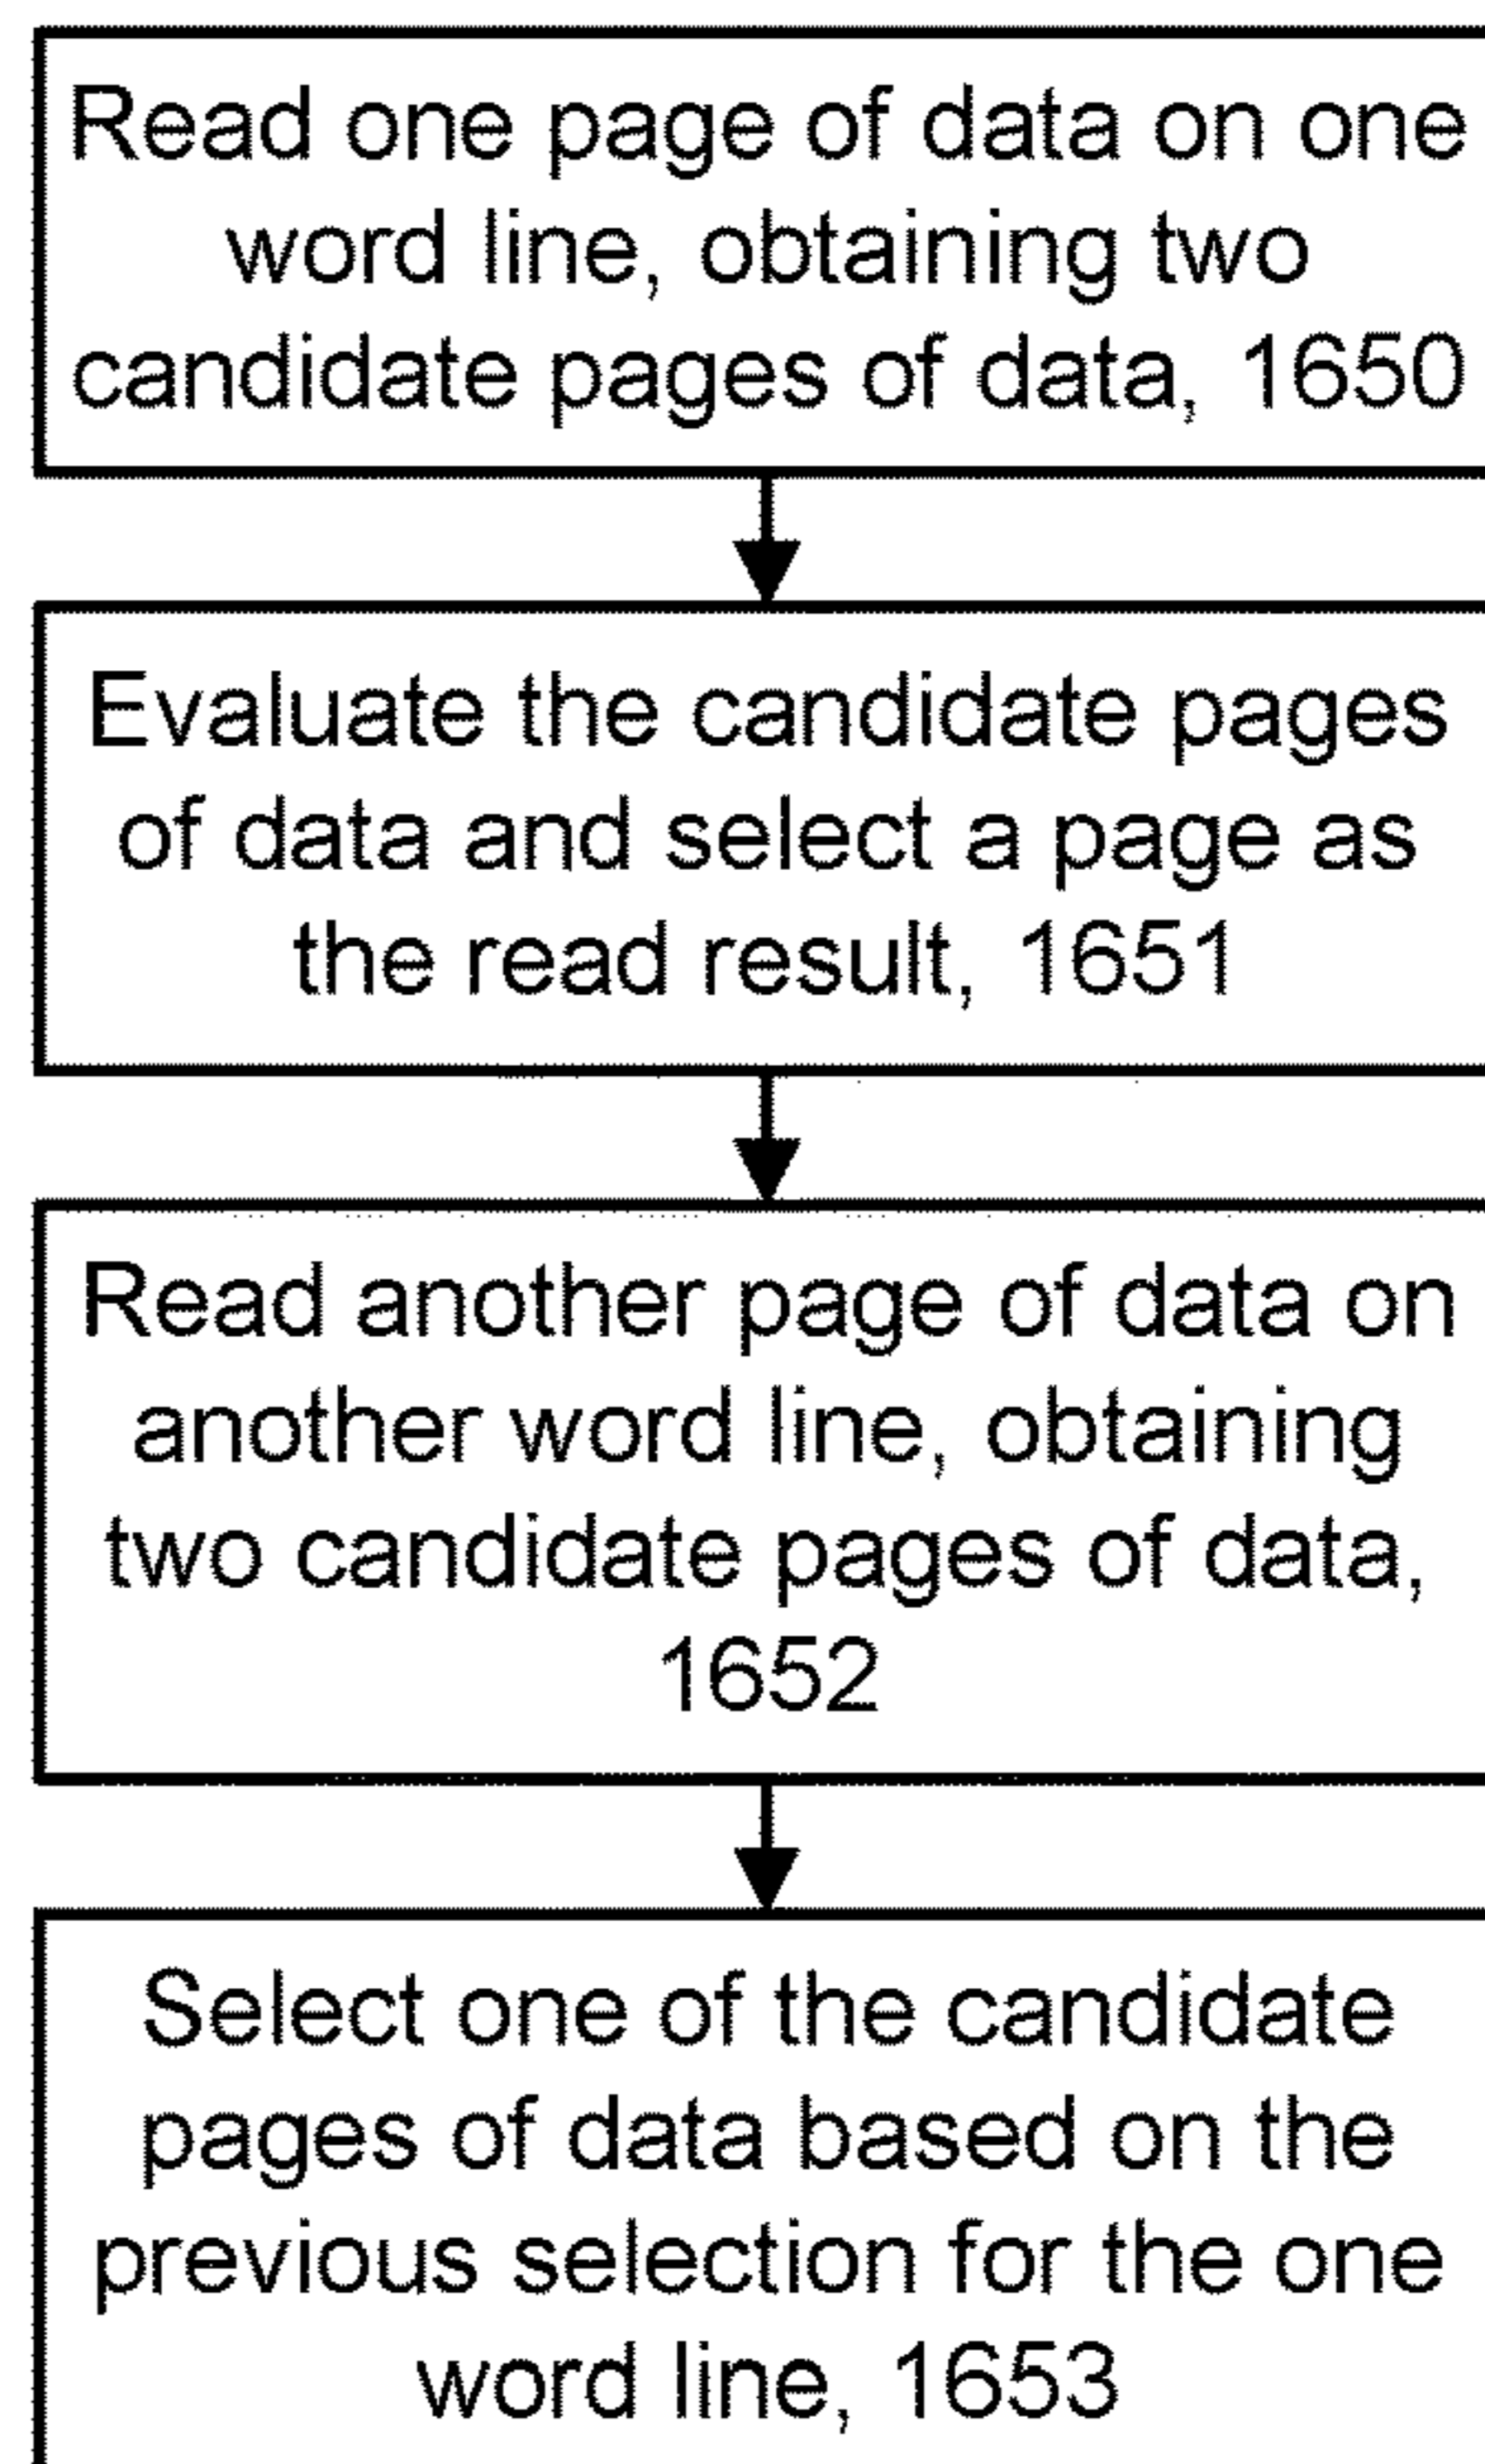 Read one page of data on one
word line, obtaining two
candidate pages of data, 1650
Evaluate the candidate pages
of data and select a page as
the read result, 1651
Read another page of data on
another word line, obtaining
two candidate pages of data,
1652
Select one of the candidate
pages of data based on the
previous selection for the one
word line, 1653